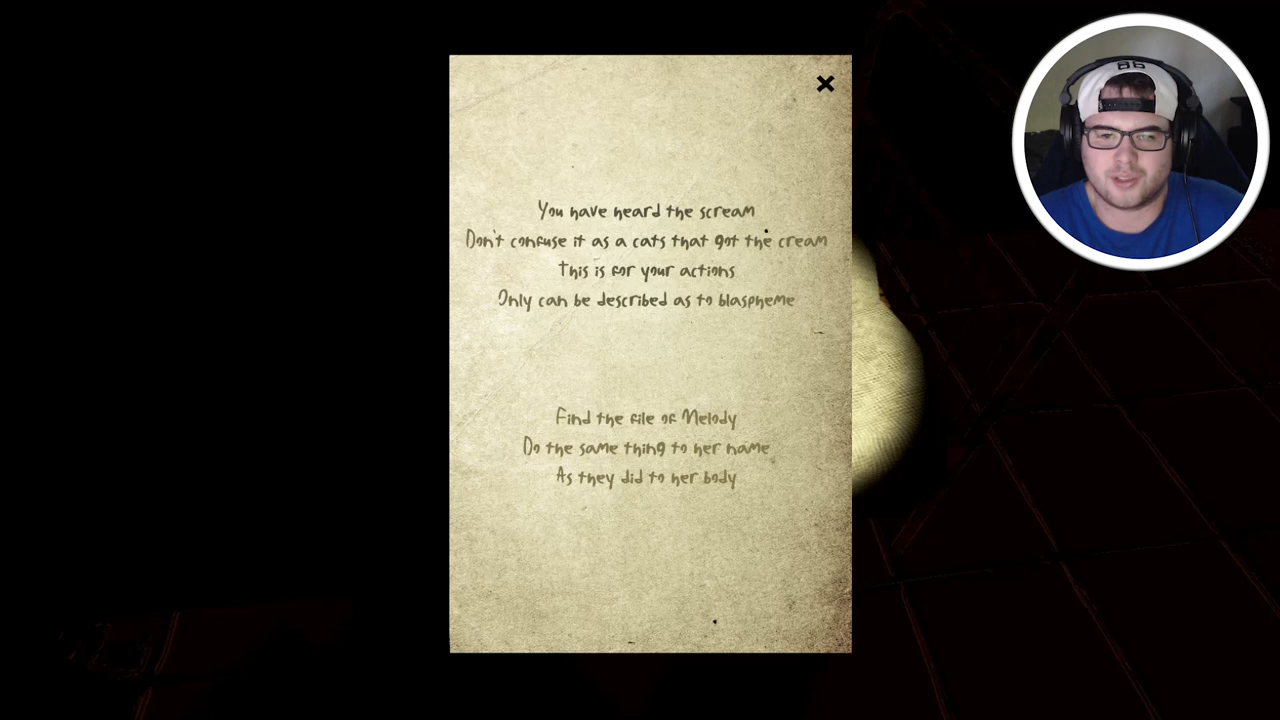 You have heard the scream
Don't confuse it as a cats that got the cream
This is for your actions
Only can be described as to blaspheme
Find the file of Melody
Do the same thing to her name
As they did to her body